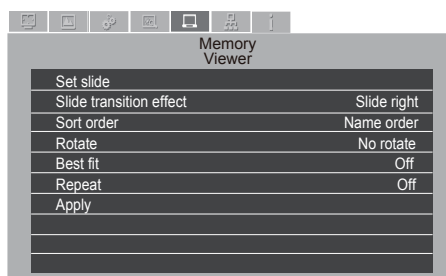 Memory
Viewer
Set slide
Slide transition effect Slide right
Sort order Name order
Rotate No rotate
Best fit Off
Repeat Off
Apply